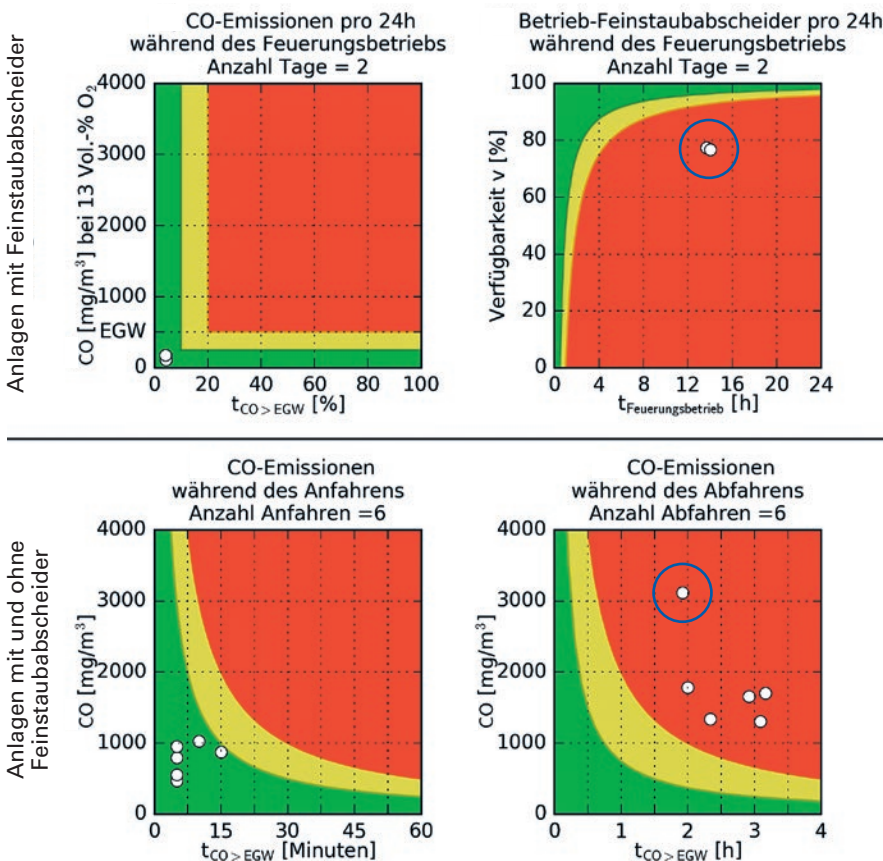 Anlagen mit Feinstaubabscheider
CO-Emissionen pro 24h
während des Feuerungsbetriebs
Anzahl Tage = 2
CO [mg/m³] bei 13 Vol.-% O₂
4000
3000
2000
1000
EGW
0
0 20 40 60 80 100
t_CO>EGW [%]
Betrieb-Feinstaubabscheider pro 24h
während des Feuerungsbetriebs
Anzahl Tage = 2
Verfügbarkeit v [%]
100
80
60
40
20
0
0 4 8 12 16 20 24
t_Feuerungsbetrieb [h]
Anlagen mit und ohne
Feinstaubabscheider
CO-Emissionen
während des Anfahrens
Anzahl Anfahren =6
CO [mg/m³]
4000
3000
2000
1000
0
0 15 30 45 60
t_CO>EGW [Minuten]
CO-Emissionen
während des Abfahrens
Anzahl Abfahren =6
CO [mg/m³]
4000
3000
2000
1000
0
0 1 2 3 4
t_CO>EGW [h]